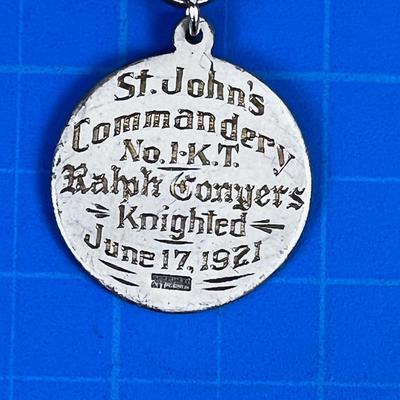 St. John's
Commandery
No. 1-K.T.
Ralph Conyers
Knighted
June 17, 1921